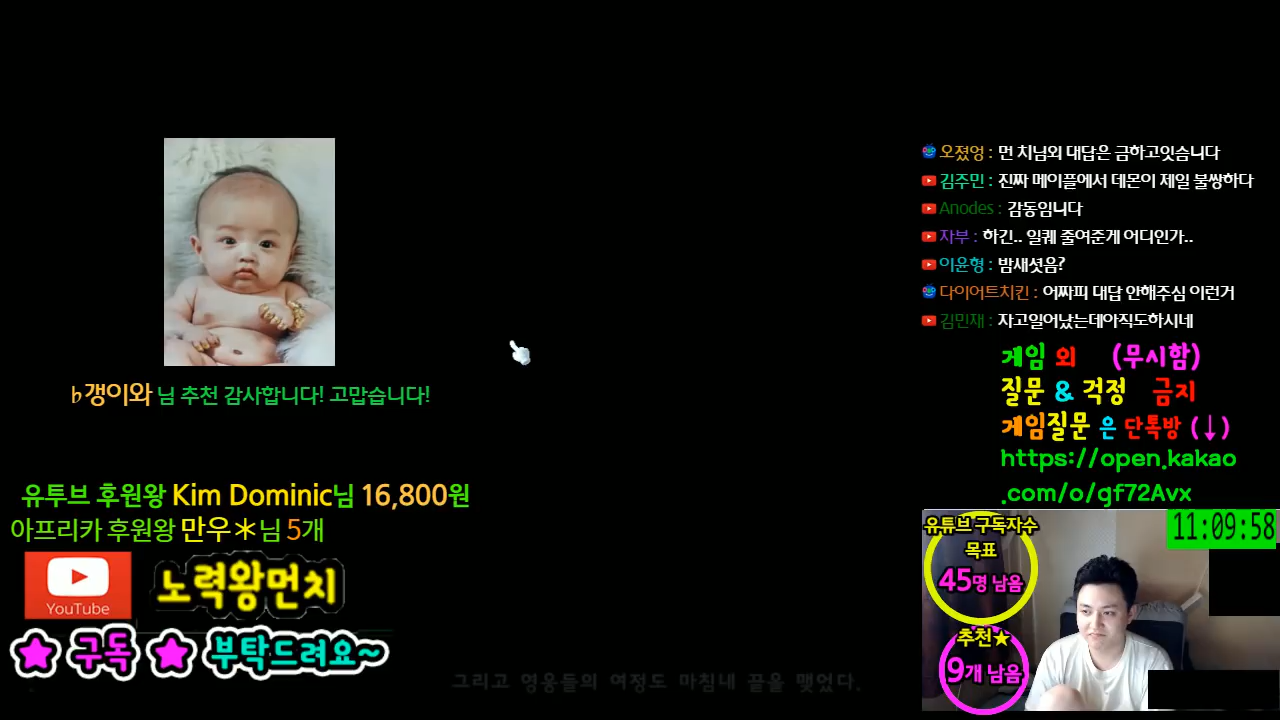 오졌엉 : 먼 치님외 대답은 금하고잇슴니다
김주민 : 진짜 메이플에서 데몬이 제일 불쌍하다
Anodes : 감동임니다
자부 : 하긴.. 일퀘 줄여준게 어디인가..
이윤형 : 밤새셧음?
다이어트치킨 : 어짜피 대답 안해주심 이런거
김민재 : 자고일어났는데아직도하시네
게임 외 (무시함)
질문 & 걱정 금지
게임질문 은 단톡방 (↓)
https://open.kakao
.com/o/gf72Avx
♭갱이와 님 추천 감사합니다! 고맙습니다!
유투브 후원왕 Kim Dominic님 16,800원
아프리카 후원왕 만우＊님 5개
YouTube
노력왕먼치
★ 구독 ★ 부탁드려요~
그리고 영웅들의 여정도 마침내 끝을 맺었다.
11:09:58
유튜브 구독자수
목표
45명 남음
추천★
9개 남음